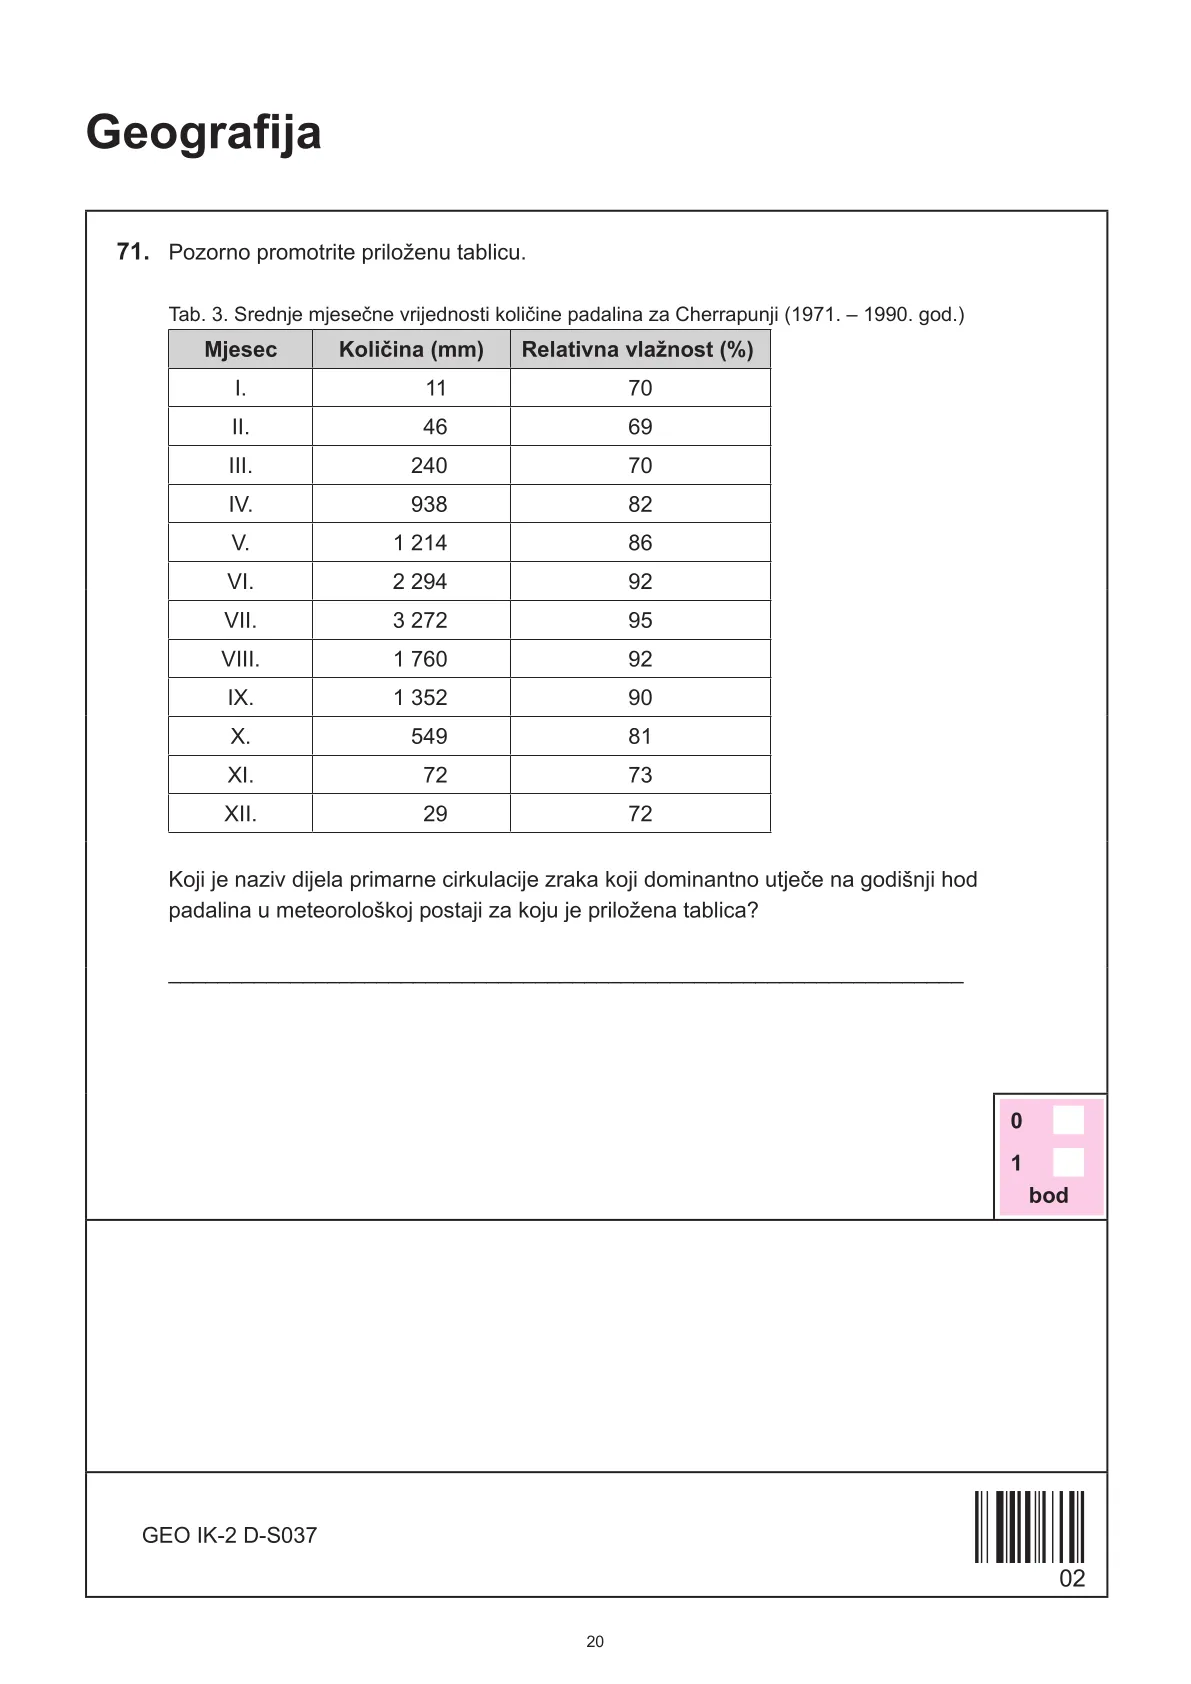 Geografija
71. Pozorno promotrite priloženu tablicu.
Tab. 3. Srednje mjesečne vrijednosti količine padalina za Cherrapunji (1971. – 1990. god.)
Mjesec Količina (mm) Relativna vlažnost (%)
I. 11 70
II. 46 69
III. 240 70
IV. 938 82
V. 1 214 86
VI. 2 294 92
VII. 3 272 95
VIII. 1 760 92
IX. 1 352 90
X. 549 81
XI. 72 73
XII. 29 72
Koji je naziv dijela primarne cirkulacije zraka koji dominantno utječe na godišnji hod
padalina u meteorološkoj postaji za koju je priložena tablica?
0
1
bod
GEO IK-2 D-S037
02
20